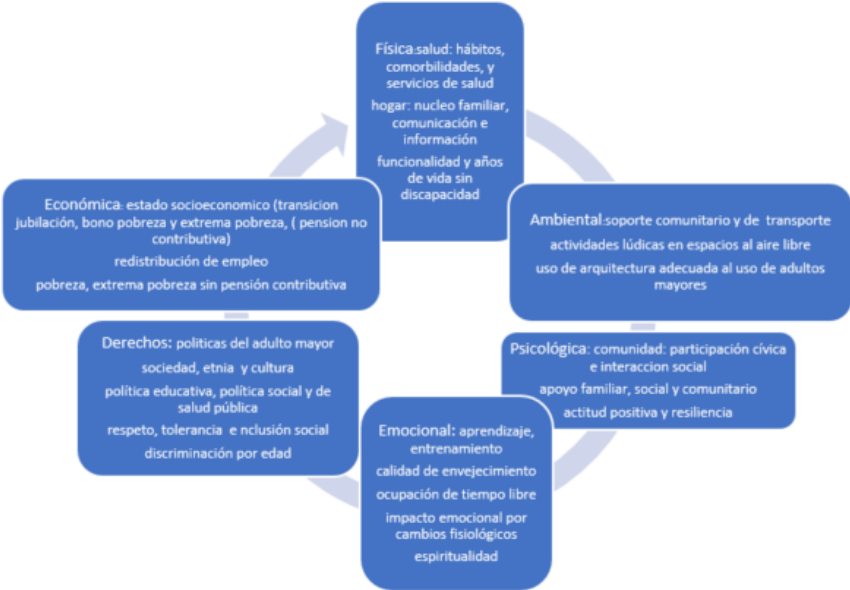 Física:salud: hábitos,
comorbilidades, y
servicios de salud
hogar: nucleo familiar,
comunicación e
información
funcionalidad y años
de vida sin
discapacidad
Ambiental:soporte comunitario y de transporte
actividades lúdicas en espacios al aire libre
uso de arquitectura adecuada al uso de adultos
mayores
Psicológica: comunidad: participación cívica
e interaccion social
apoyo familiar, social y comunitario
actitud positiva y resiliencia
Emocional: aprendizaje,
entrenamiento
calidad de envejecimiento
ocupación de tiempo libre
impacto emocional por
cambios fisiológicos
espiritualidad
Derechos: politicas del adulto mayor
sociedad, etnia y cultura
política educativa, política social y de
salud pública
respeto, tolerancia e nclusión social
discriminación por edad
Económica: estado socioeconomico (transicion
jubilación, bono pobreza y extrema pobreza, ( pension no
contributiva)
redistribución de empleo
pobreza, extrema pobreza sin pensión contributiva